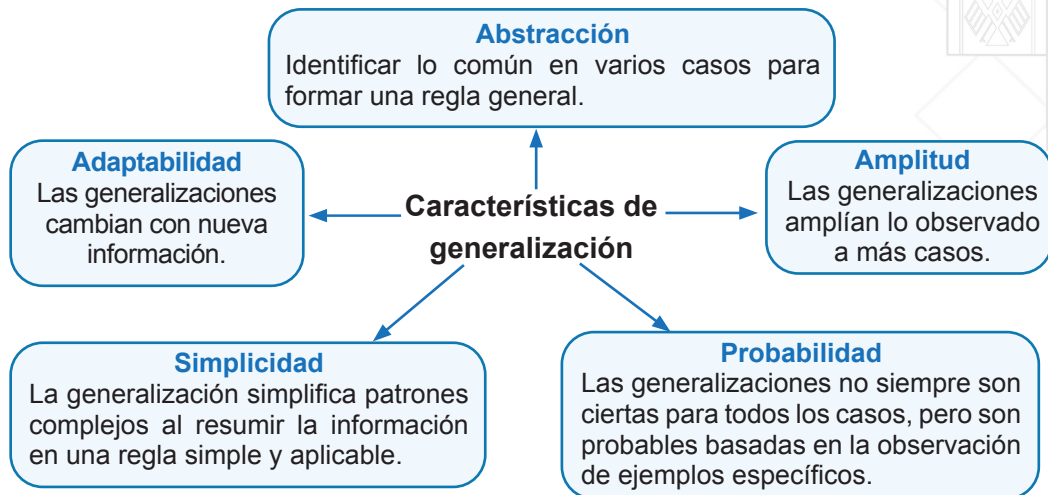 Abstracción
Identificar lo común en varios casos para
formar una regla general.
Adaptabilidad
Las generalizaciones
cambian con nueva
información.
Características de
generalización
Amplitud
Las generalizaciones
amplían lo observado
a más casos.
Simplicidad
La generalización simplifica patrones
complejos al resumir la información
en una regla simple y aplicable.
Probabilidad
Las generalizaciones no siempre son
ciertas para todos los casos, pero son
probables basadas en la observación
de ejemplos específicos.